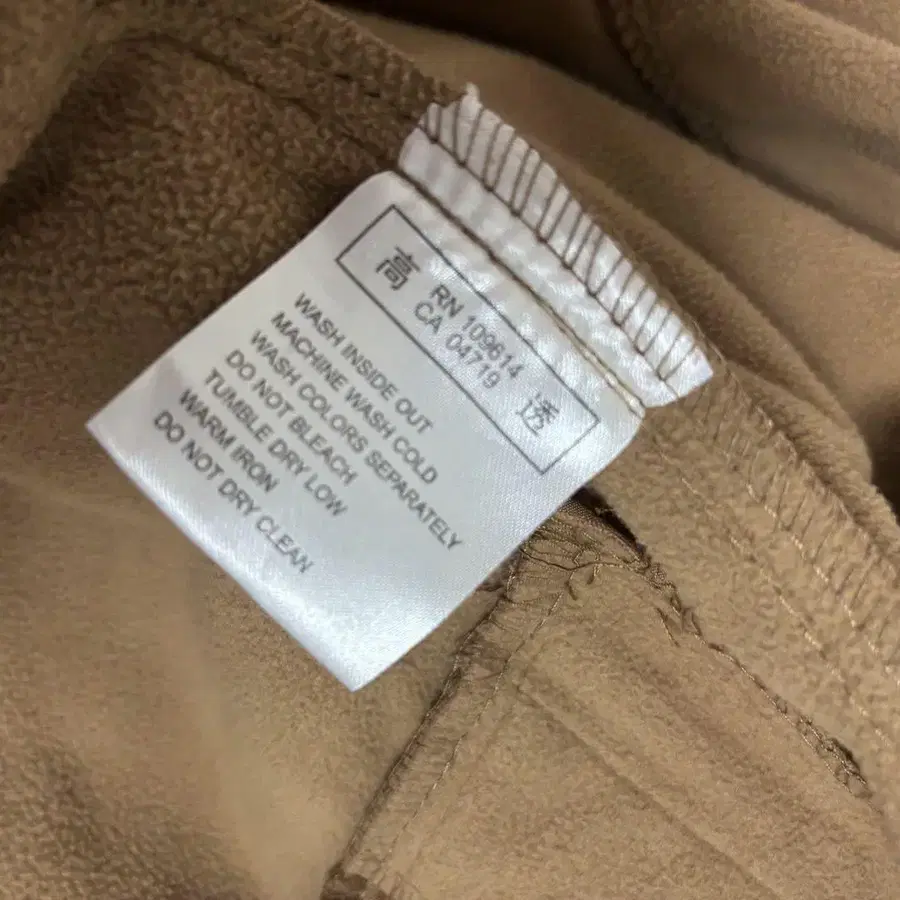 高 RN 109614 透
CA 04719
WASH INSIDE OUT
MACHINE WASH COLD
WASH COLORS SEPARATELY
DO NOT BLEACH
TUMBLE DRY LOW
WARM IRON
DO NOT DRY CLEAN